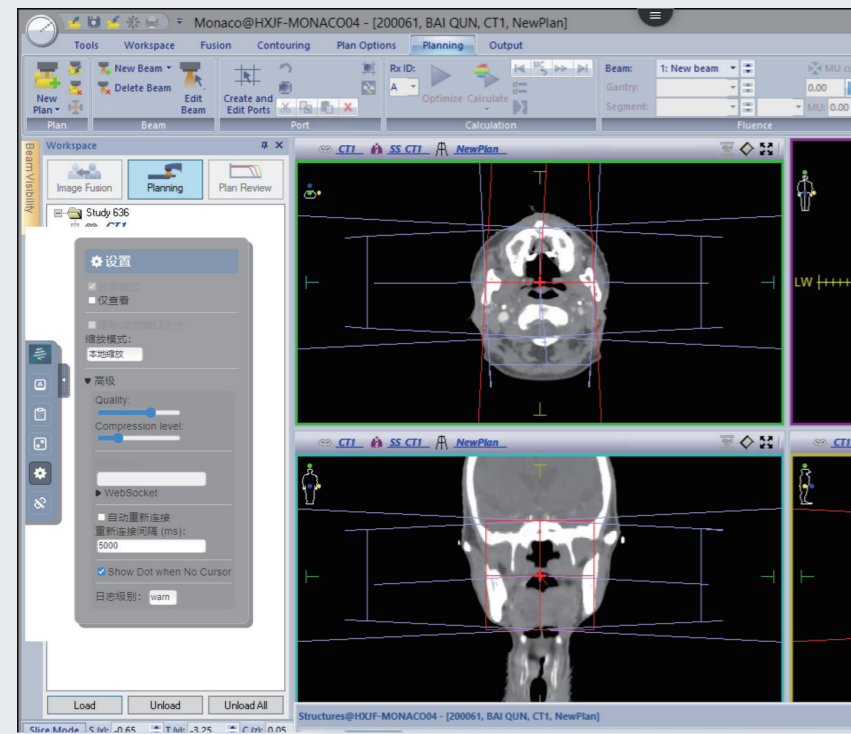 Monaco@HXJF-MONACO04 - [200061, BAI QUN, CT1, NewPlan]
Tools Workspace Fusion Contouring Plan Options Planning Output
New Plan
New Beam
Delete Beam
Edit Beam
Create and Edit Ports
Rx ID:
A
Optimize Calculate
MC
Beam: 1: New beam
Gantry:
Segment:
MU cu
0.00
MU: 0.00
Plan Beam Port Calculation Fluence
Beam Visibility
Workspace
Image Fusion Planning Plan Review
Study 636
CT1
设置
仅查看
缩放模式:
本地缩放
高级
Quality:
Compression level:
WebSocket
自动重新连接
重新连接间隔 (ms):
5000
Show Dot when No Cursor
日志级别: warn
Load Unload Unload All
CT1 SS CT1 NewPlan
LW
CT1 SS CT1 NewPlan
CT1
Structures@HXJF-MONACO04 - [200061, BAI QUN, CT1, NewPlan]
Slice Mode S (x): -0.65 T (y): -3.25 C (z): 0.05